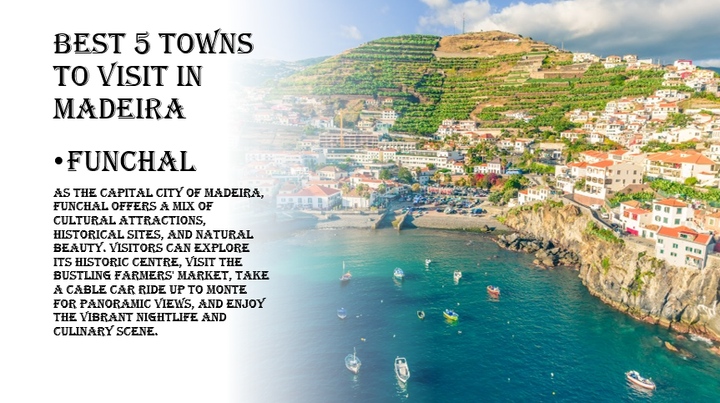 BEST 5 TOWNS
TO VISIT IN
MADEIRA
•FUNCHAL
AS THE CAPITAL CITY OF MADEIRA,
FUNCHAL OFFERS A MIX OF
CULTURAL ATTRACTIONS,
HISTORICAL SITES, AND NATURAL
BEAUTY. VISITORS CAN EXPLORE
ITS HISTORIC CENTRE, VISIT THE
BUSTLING FARMERS' MARKET, TAKE
A CABLE CAR RIDE UP TO MONTE
FOR PANORAMIC VIEWS, AND ENJOY
THE VIBRANT NIGHTLIFE AND
CULINARY SCENE.